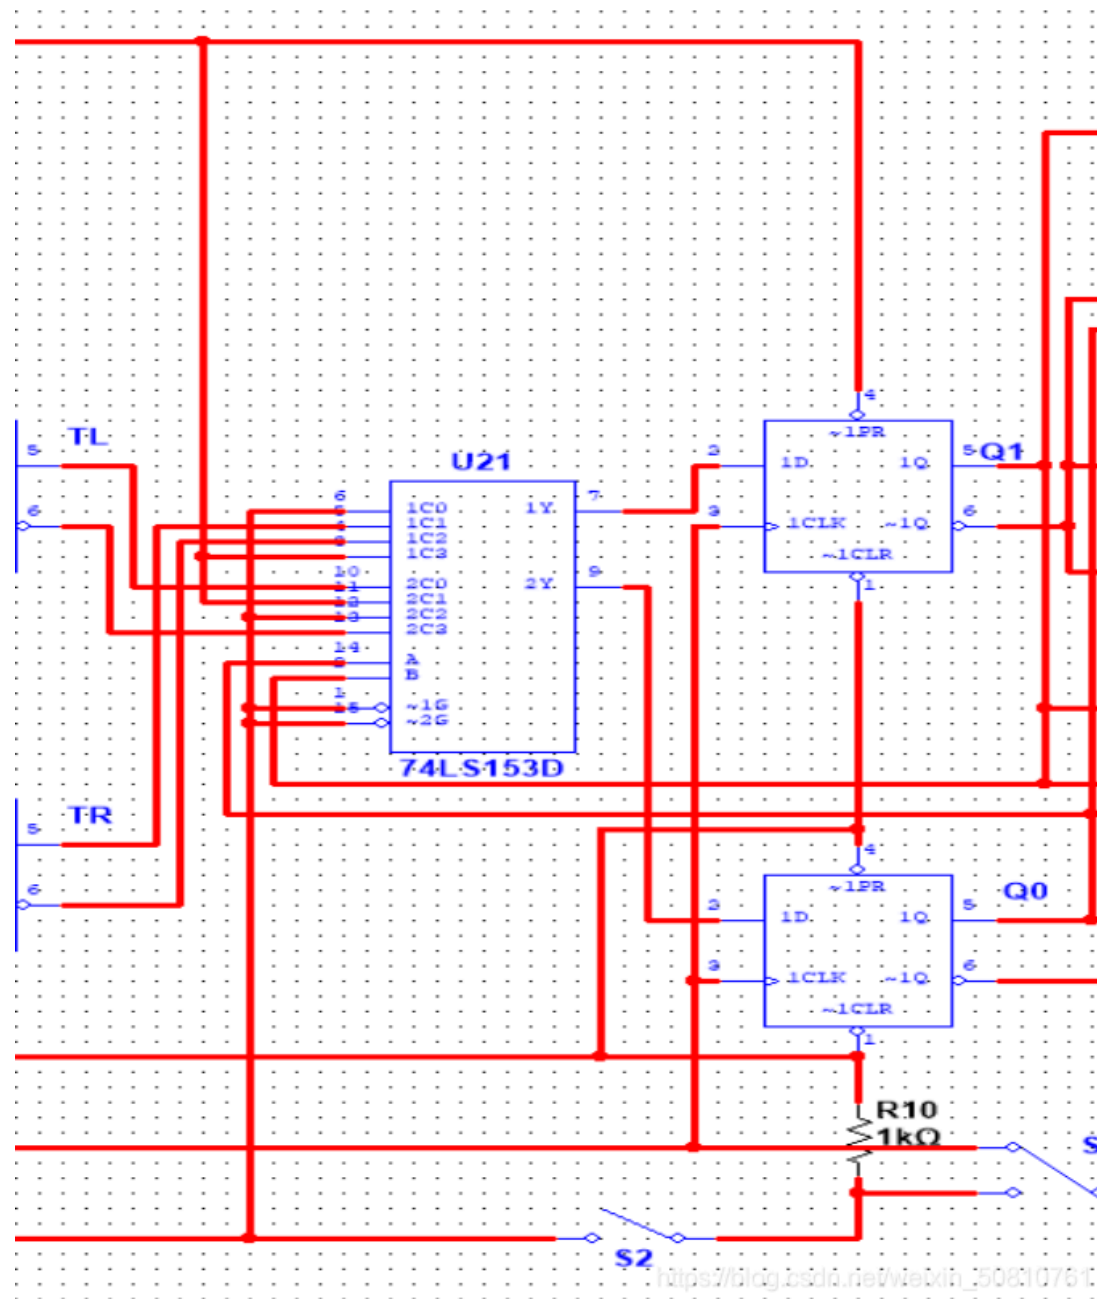 4
~1PR
TL
5
2
1D
1Q
5
Q1
U21
6
6
7
3
1CLK
~1Q
6
1C0
1Y
1C1
1C2
1C3
~1CLR
10
9
1
2C0
2Y
2C1
2C2
2C3
14
A
B
1
~1G
~2G
74LS153D
TR
5
4
6
~1PR
Q0
2
1D
1Q
5
3
1CLK
~1Q
6
~1CLR
1
R10
1kΩ
S
S2
https://blog.csdn.net/weixin_50810761